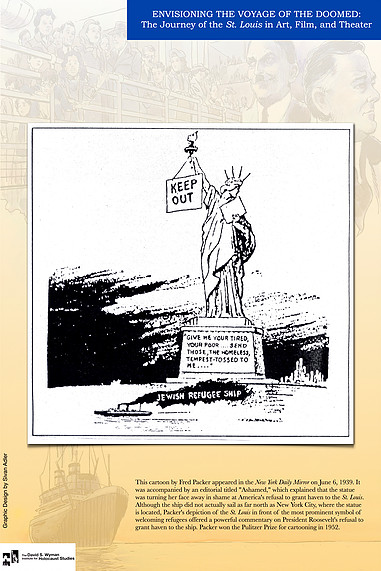 ENVISIONING THE VOYAGE OF THE DOOMED:
The Journey of the St. Louis in Art, Film, and Theater
KEEP
OUT
"GIVE ME YOUR TIRED,
YOUR POOR ... SEND
THOSE, THE HOMELESS,
TEMPEST-TOSSED TO
ME...."
JEWISH REFUGEE SHIP
This cartoon by Fred Packer appeared in the New York Daily Mirror on June 6, 1939. It
was accompanied by an editorial titled "Ashamed," which explained that the statue
was turning her face away in shame at America's refusal to grant haven to the St. Louis.
Although the ship did not actually sail as far north as New York City, where the statue
is located, Packer's depiction of the St. Louis in front of the most prominent symbol of
welcoming refugees offered a powerful commentary on President Roosevelt's refusal to
grant haven to the ship. Packer won the Pulitzer Prize for cartooning in 1952.
Graphic Design by Sivan Adler
The David S. Wyman
Institute for Holocaust Studies